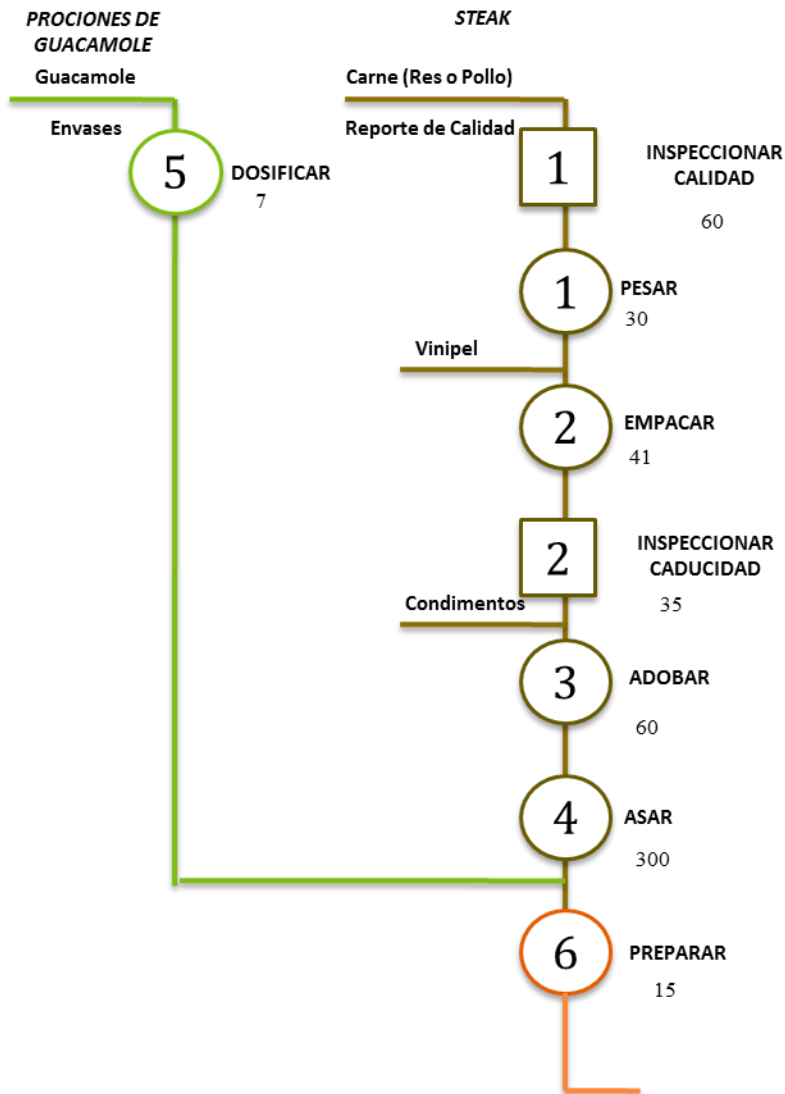 PROCIONES DE
GUACAMOLE
Guacamole
Envases
5
DOSIFICAR
7
STEAK
Carne (Res o Pollo)
Reporte de Calidad
1
INSPECCIONAR
CALIDAD
60
1
PESAR
30
Vinipel
2
EMPACAR
41
2
INSPECCIONAR
CADUCIDAD
35
Condimentos
3
ADOBAR
60
4
ASAR
300
6
PREPARAR
15